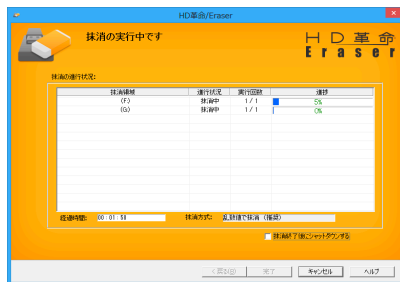 HD革命/Eraser
抹消の実行中です
HD革命
Eraser
抹消の進行状況:
抹消領域 進行状況 実行回数 進捗
(F:) 抹消中 1 / 1 5%
(G:) 抹消中 1 / 1 0%
経過時間: 00:01:58 抹消方式: 乱数値で抹消 (推奨)
抹消終了後にシャットダウンする
< 戻る(B) 完了 キャンセル ヘルプ